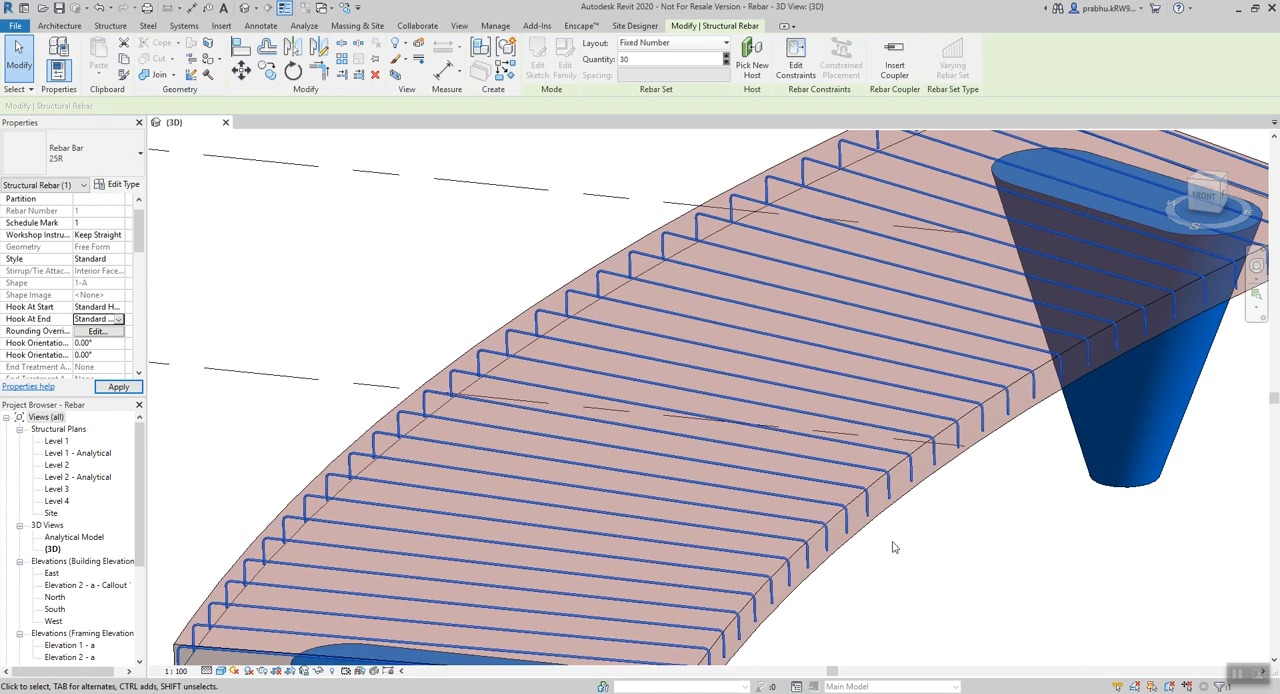 Autodesk Revit 2020 - Not For Resale Version - Rebar - 3D View: {3D}
prabhu.kRW9...
File Architecture Structure Steel Systems Insert Annotate Analyze Massing & Site Collaborate View Manage Add-Ins Enscape™ Site Designer Modify | Structural Rebar
Modify
Properties
Paste
Cope
Cut
Join
Edit Sketch
Edit Family
Layout: Fixed Number
Quantity: 30
Spacing:
Pick New Host
Edit Constraints
Constrained Placement
Insert Coupler
Varying Rebar Set
Select Properties Clipboard Geometry Modify View Measure Create Mode Rebar Set Host Rebar Constraints Rebar Coupler Rebar Set Type
Modify | Structural Rebar
Properties
{3D}
Rebar Bar
25R
Structural Rebar (1) Edit Type
Partition
Rebar Number 1
Schedule Mark 1
Workshop Instru... Keep Straight
Geometry Free Form
Style Standard
Stirrup/Tie Attac... Interior Face...
Shape 1-A
Shape Image <None>
Hook At Start Standard H...
Hook At End Standard ...
Rounding Overri... Edit...
Hook Orientatio... 0.00°
Hook Orientatio... 0.00°
End Treatment A... None
Properties help Apply
Project Browser - Rebar
Views (all)
Structural Plans
Level 1
Level 1 - Analytical
Level 2
Level 2 - Analytical
Level 3
Level 4
Site
3D Views
Analytical Model
{3D}
Elevations (Building Elevation
East
Elevation 2 - a - Callout
North
South
West
Elevations (Framing Elevation
Elevation 1 - a
Elevation 2 - a
FRONT
S
1 : 100
Click to select, TAB for alternates, CTRL adds, SHIFT unselects.
:0
Main Model